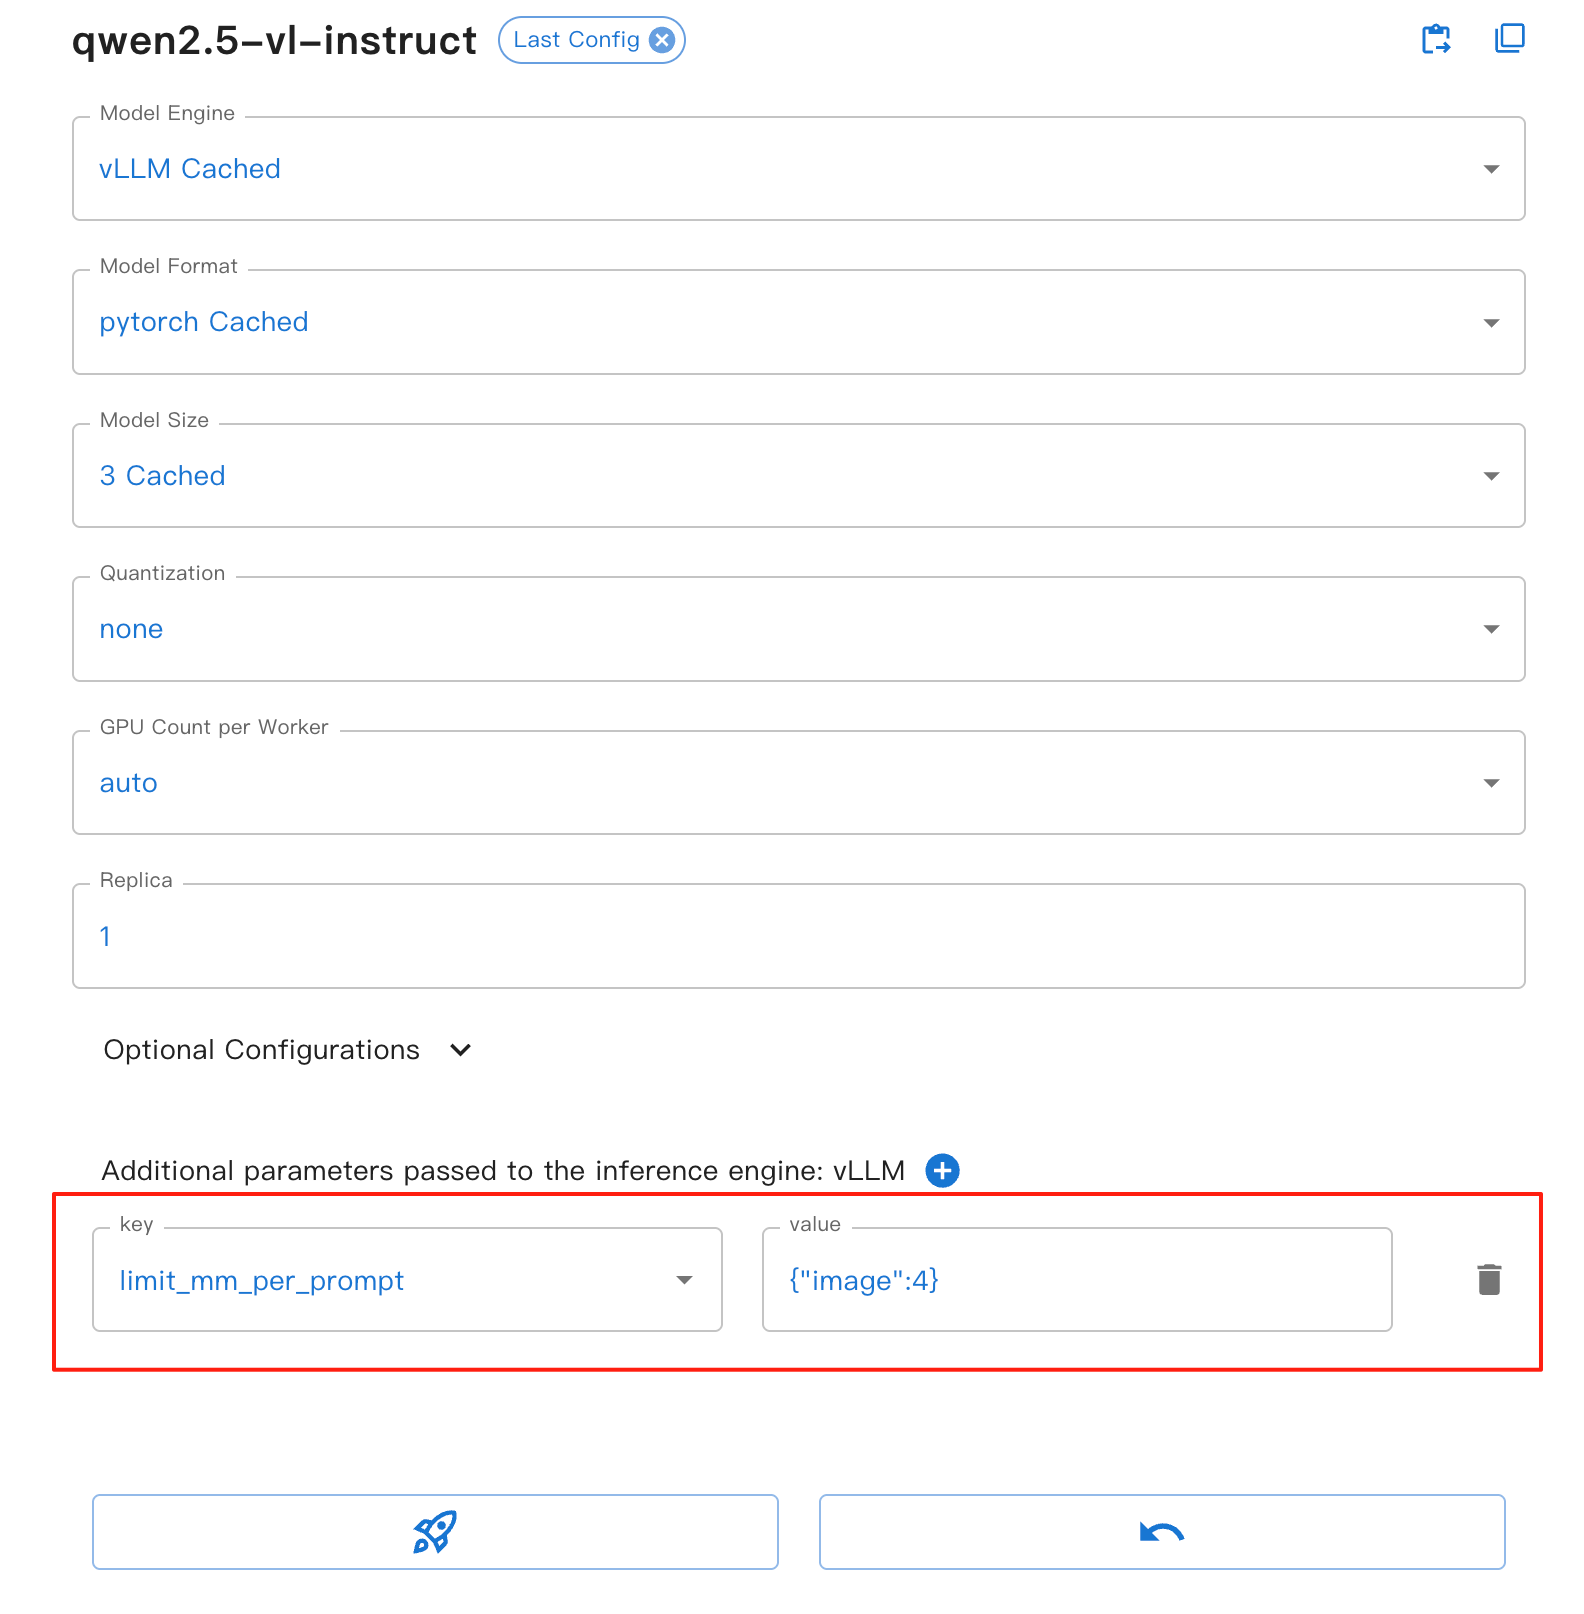 qwen2.5-vl-instruct Last Config
Model Engine
vLLM Cached
Model Format
pytorch Cached
Model Size
3 Cached
Quantization
none
GPU Count per Worker
auto
Replica
1
Optional Configurations
Additional parameters passed to the inference engine: vLLM
key value
limit_mm_per_prompt {"image":4}